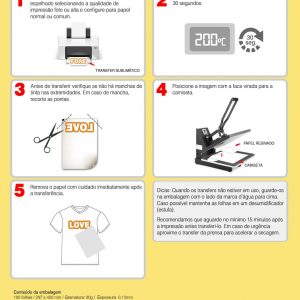 1
espelhado selecionando a qualidade de
impressão foto ou alta e configure para papel
normal ou comum.
LOVE
TRANSFER SUBLIMÁTICO
2
30 segundos.
200°C
30
seg.
3
Antes de transferir verifique se não há manchas de
tinta nas extremidades. Em caso de mancha,
recorte as pontas.
LOVE
4
Posicione a imagem com a face virada para a
camiseta.
PAPEL RESINADO
CAMISETA
5
Remova o papel com cuidado imediatamente após
a transferência.
LOVE
Dicas: Quando os transfers não estiver em uso, guarde-os
na embalagem com o lado da marca d'água para cima.
Caso possível mantenha as folhas em um desumidificador
(estufa).
Recomendamos que aguarde no mínimo 15 minutos após
a impressão antes transferi-lo. Em caso de urgência
aproxime o transfer da prensa para acelerar a secagem.
Conteúdo da embalagem
100 folhas / 297 x 420 mm / Gramatura: 90g / Espessura: 0,13mm